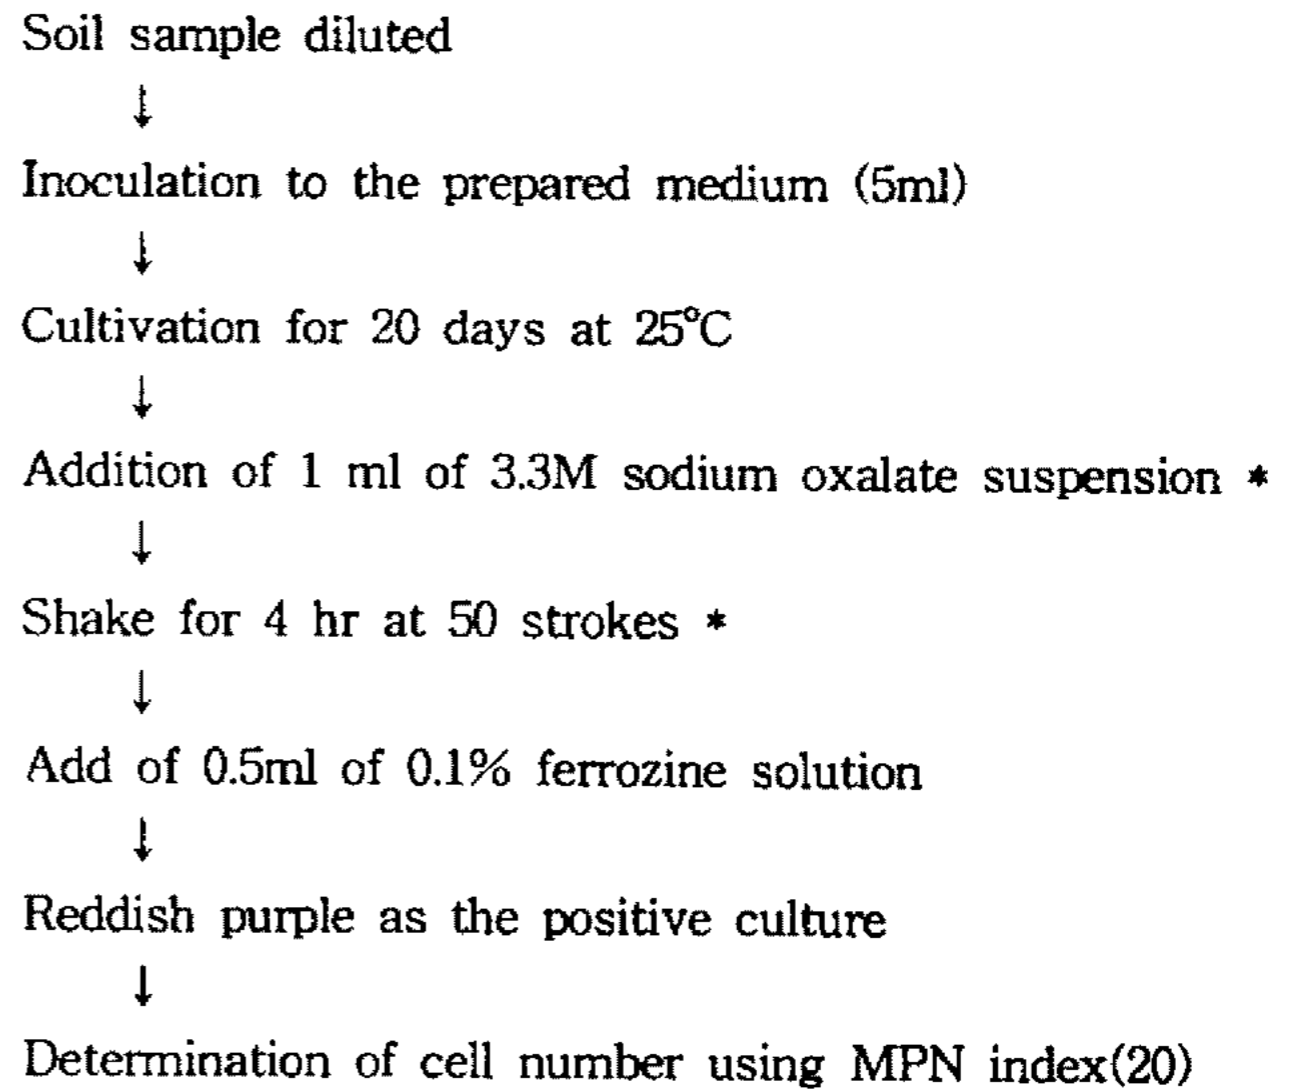 Soil sample diluted
↓
Inoculation to the prepared medium (5ml)
↓
Cultivation for 20 days at 25°C
↓
Addition of 1 ml of 3.3M sodium oxalate suspension *
↓
Shake for 4 hr at 50 strokes *
↓
Add of 0.5ml of 0.1% ferrozine solution
↓
Reddish purple as the positive culture
↓
Determination of cell number using MPN index(20)